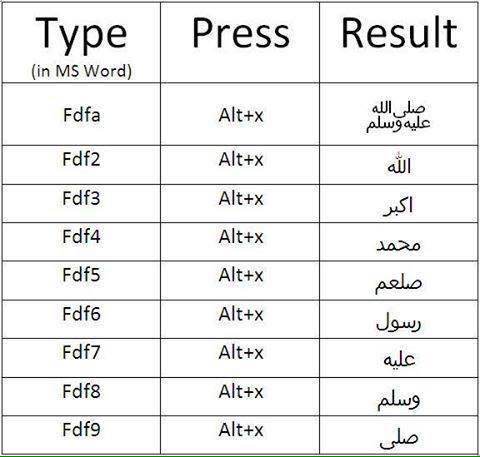 Type Press Result
(in MS Word)
Fdfa Alt+x صلى الله عليه وسلم
Fdf2 Alt+x الله
Fdf3 Alt+x اكبر
Fdf4 Alt+x محمد
Fdf5 Alt+x صلعم
Fdf6 Alt+x رسول
Fdf7 Alt+x عليه
Fdf8 Alt+x وسلم
Fdf9 Alt+x صلى